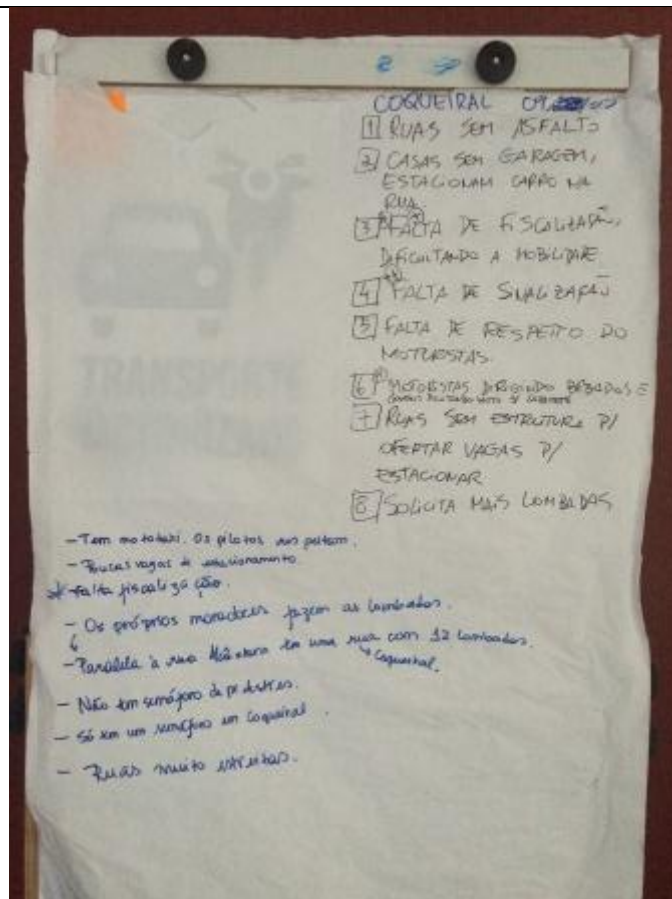 COQUEIRAL 09
1 RUAS SEM ASFALTO
2 CASAS SEM GARAGEM,
ESTACIONAM CARRO NA
RUA
3 FALTA DE FISCALIZAÇÃO,
DIFICULTANDO A MOBILIDADE
4 FALTA DE SINALIZAÇÃO
5 FALTA DE RESPEITO DO
MOTORISTAS.
6 MOTORISTAS DIRIGINDO BEBADOS E
7 RUAS SEM ESTRUTURA P/
OFERTAR VAGAS P/
ESTACIONAR
8 SOLICITA MAIS LOMBADAS
TRANSPORTE
- Tem mototaxi. Os pilotos
- Poucas vagas de estacionamento
* Falta fiscalização.
- Os próprios moradores fazem as lombadas.
- Paralela à rua tem uma rua com 12 lombadas.
Coqueiral.
- Não tem semáforo de pedestres.
- Só tem um semáforo em Coqueiral.
- Ruas muito estreitas.